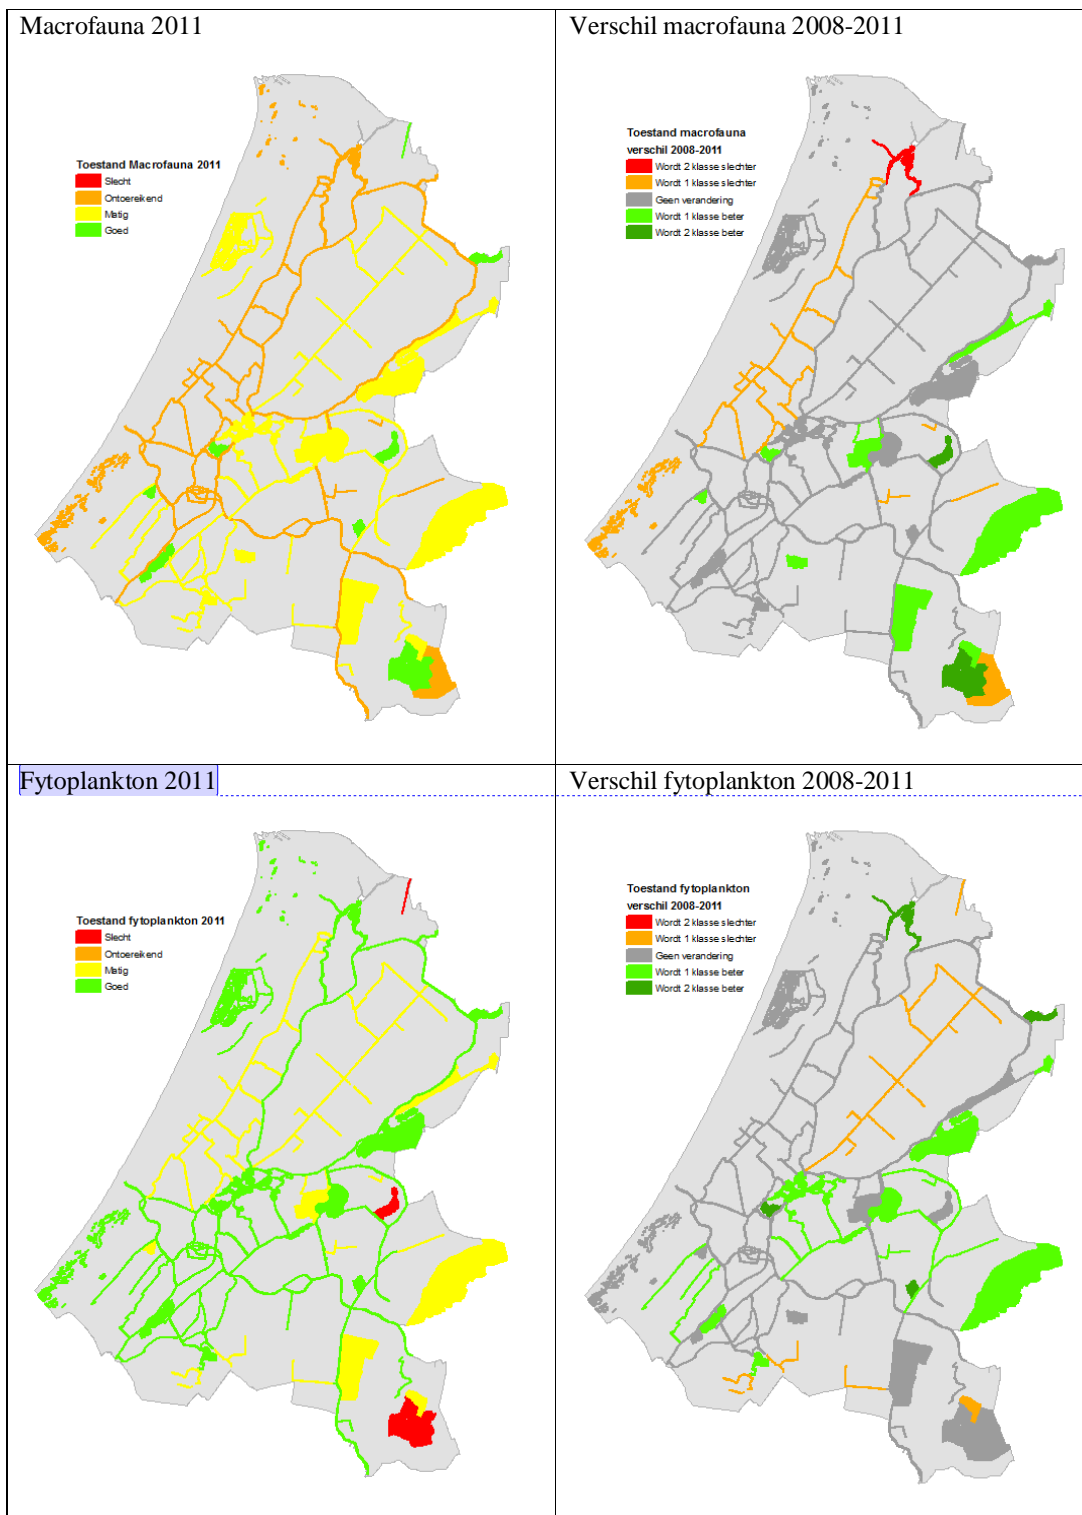 Macrofauna 2011
Toestand Macrofauna 2011
Slecht
Ontoereikend
Matig
Goed
Verschil macrofauna 2008-2011
Toestand macrofauna
verschil 2008-2011
Wordt 2 klasse slechter
Wordt 1 klasse slechter
Geen verandering
Wordt 1 klasse beter
Wordt 2 klasse beter
Fytoplankton 2011
Toestand fytoplankton 2011
Slecht
Ontoereikend
Matig
Goed
Verschil fytoplankton 2008-2011
Toestand fytoplankton
verschil 2008-2011
Wordt 2 klasse slechter
Wordt 1 klasse slechter
Geen verandering
Wordt 1 klasse beter
Wordt 2 klasse beter